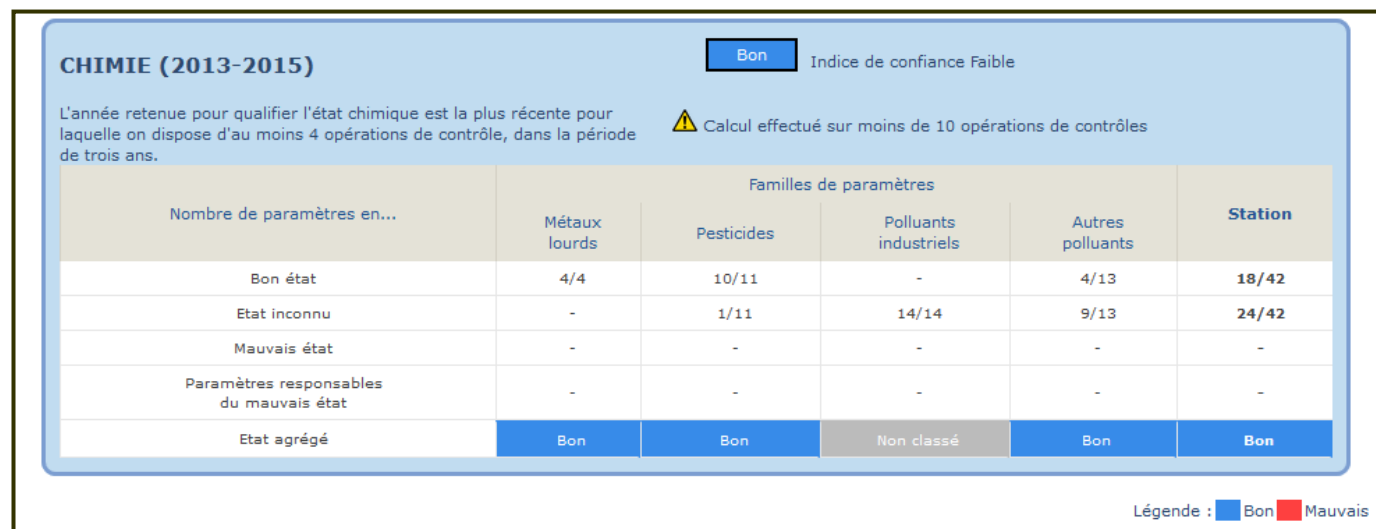 CHIMIE (2013-2015)
Bon
Indice de confiance Faible
L'année retenue pour qualifier l'état chimique est la plus récente pour
laquelle on dispose d'au moins 4 opérations de contrôle, dans la période
de trois ans.
Calcul effectué sur moins de 10 opérations de contrôles
Nombre de paramètres en...
Familles de paramètres
Station
Métaux
lourds
Pesticides
Polluants
industriels
Autres
polluants
Bon état 4/4 10/11 - 4/13 18/42
Etat inconnu - 1/11 14/14 9/13 24/42
Mauvais état - - - - -
Paramètres responsables
du mauvais état - - - - -
Etat agrégé Bon Bon Non classé Bon Bon
Légende : Bon Mauvais